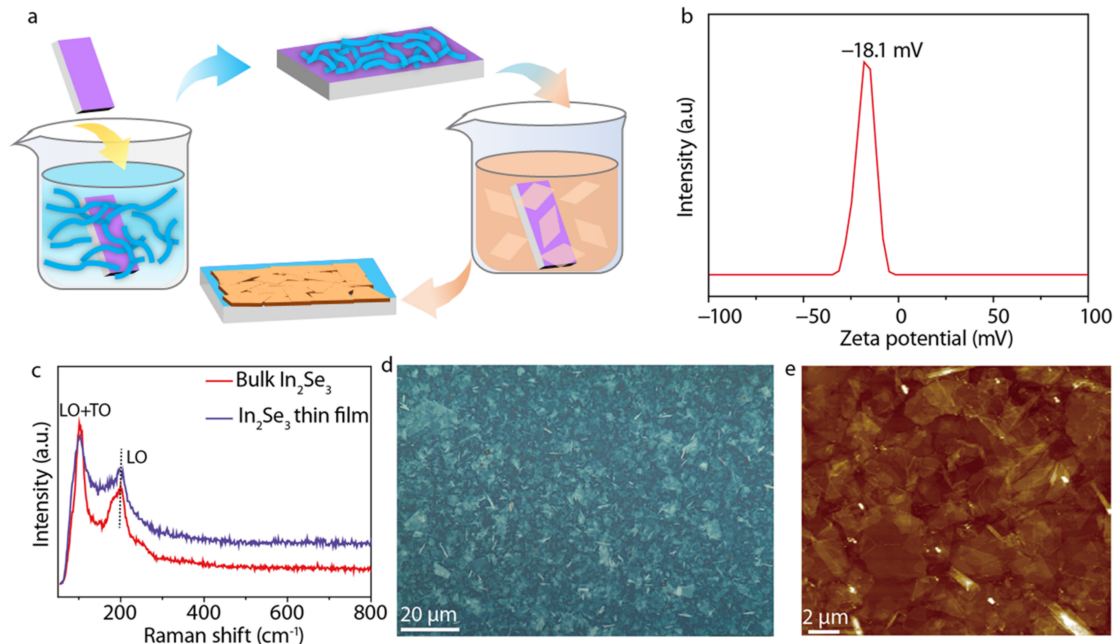 a
b
−18.1 mV
Intensity (a.u)
−100
−50
0
50
100
Zeta potential (mV)
c
Bulk In₂Se₃
In₂Se₃ thin film
LO+TO
LO
Intensity (a.u.)
200
400
600
800
Raman shift (cm⁻¹)
d
20 µm
e
2 µm